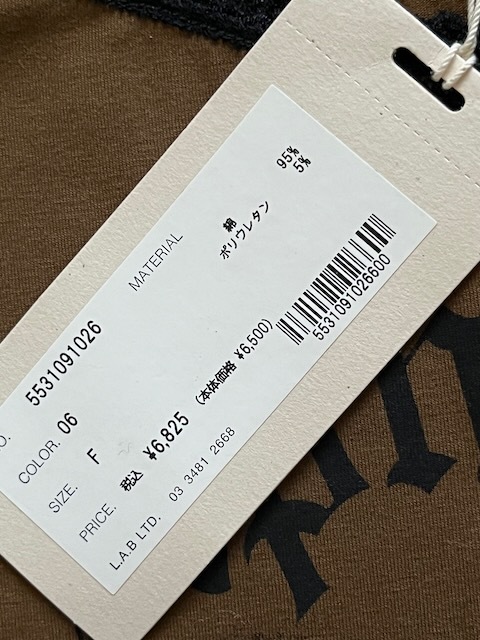 O. 5531091026
COLOR. 06
SIZE. F
PRICE. 税込 ¥6,825 (本体価格 ¥6,500)
L.A.B LTD. 03 3481 2668
MATERIAL
綿 95%
ポリウレタン 5%
5531091026600